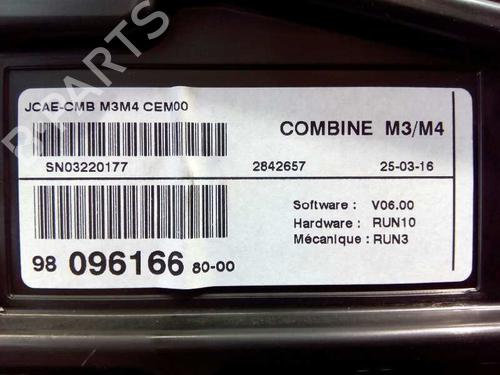 JCAE-CMB M3M4 CEM00
COMBINE M3/M4
SN03220177 2842657 25-03-16
Software : V06.00
Hardware : RUN10
Mécanique : RUN3
98 096166 80-00